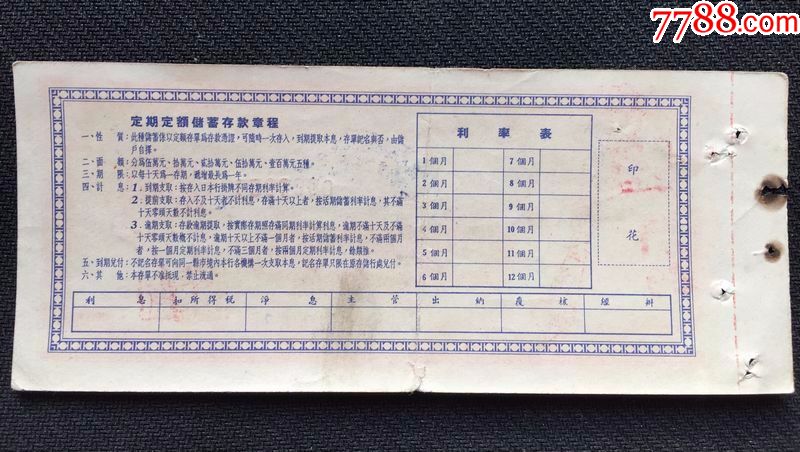 7788.com
定期定額儲蓄存款章程
一、性　質：此種儲蓄係以定額存單爲存款憑證，可隨時一次存入，到期提取本息，存單記名與否，由儲
戶自擇。
二、面　額：分爲伍萬元、拾萬元、貳拾萬元、伍拾萬元、壹百萬元五種。
三、期　限：以每十天爲一存期，遞增最長爲一年。
四、計　息：1. 到期支取：按存入日本行掛牌不同存期利率計算。
2. 提前支取：存入不及十天者不計利息，存滿十天以上者，按活期儲蓄利率計息，其不滿
十天零頭天數不計利息。
3. 逾期支取：存款逾期提取，按實際存期照存滿同期利率計算利息，逾期不滿十天及不滿
十天零頭天數概不計息，逾期十天以上不滿一個月者，按活期儲蓄利率計息，不滿兩個月
者，按一個月定期利率計息，不滿三個月者，按兩個月定期利率計息，餘類推。
五、到期兌付：不記名存單可向同一縣市境內本行各機構一次支取本息，記名存單只限在原存儲行處兌付。
六、其　他：本存單不准抵現，禁止流通。
利率表
1個月 7個月
2個月 8個月
3個月 9個月
4個月 10個月
5個月 11個月
6個月 12個月
印
花
利息 扣所得稅 淨息 主管 出納 覆核 經辦